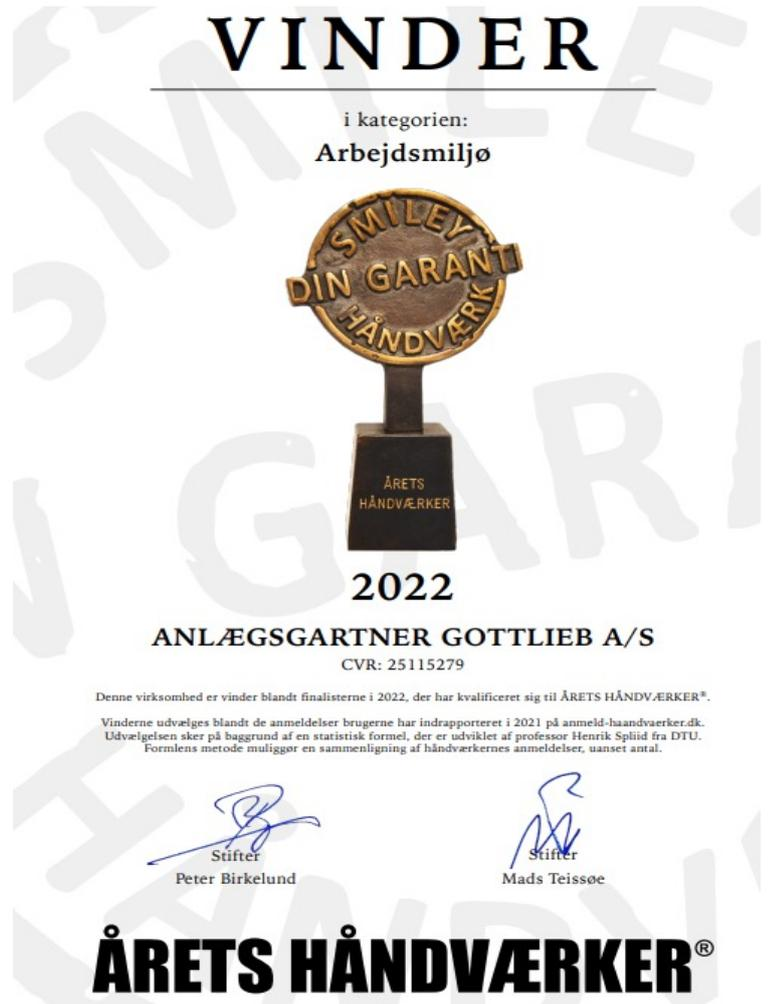 VINDER
i kategorien:
Arbejdsmiljø
SMILEY
DIN GARANTI
HÅNDVÆRK
ÅRETS
HÅNDVÆRKER
2022
ANLÆGSGARTNER GOTTLIEB A/S
CVR: 25115279
Denne virksomhed er vinder blandt finalisterne i 2022, der har kvalificeret sig til ÅRETS HÅNDVÆRKER®.
Vinderne udvælges blandt de anmeldelser brugerne har indrapporteret i 2021 på anmeld-haandvaerker.dk.
Udvælgelsen sker på baggrund af en statistisk formel, der er udviklet af professor Henrik Spliid fra DTU.
Formlens metode muliggør en sammenligning af håndværkernes anmeldelser, uanset antal.
Stifter
Peter Birkelund
Stifter
Mads Teissøe
ÅRETS HÅNDVÆRKER®